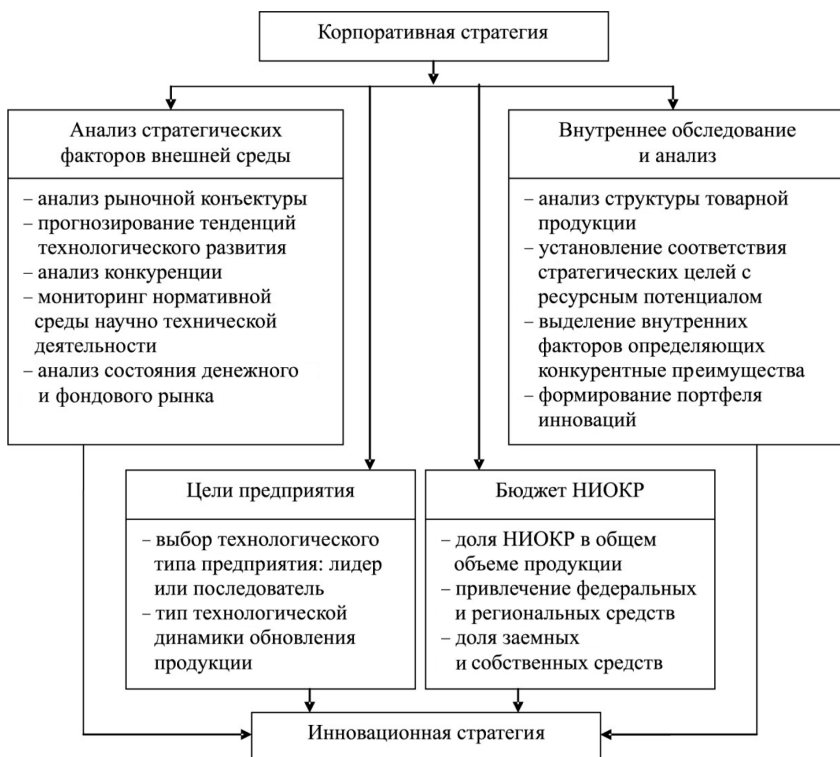 Корпоративная стратегия
Анализ стратегических
факторов внешней среды
– анализ рыночной конъектуры
– прогнозирование тенденций
технологического развития
– анализ конкуренции
– мониторинг нормативной
среды научно технической
деятельности
– анализ состояния денежного
и фондового рынка
Внутреннее обследование
и анализ
– анализ структуры товарной
продукции
– установление соответствия
стратегических целей с
ресурсным потенциалом
– выделение внутренних
факторов определяющих
конкурентные преимущества
– формирование портфеля
инноваций
Цели предприятия
– выбор технологического
типа предприятия: лидер
или последователь
– тип технологической
динамики обновления
продукции
Бюджет НИОКР
– доля НИОКР в общем
объеме продукции
– привлечение федеральных
и региональных средств
– доля заемных
и собственных средств
Инновационная стратегия